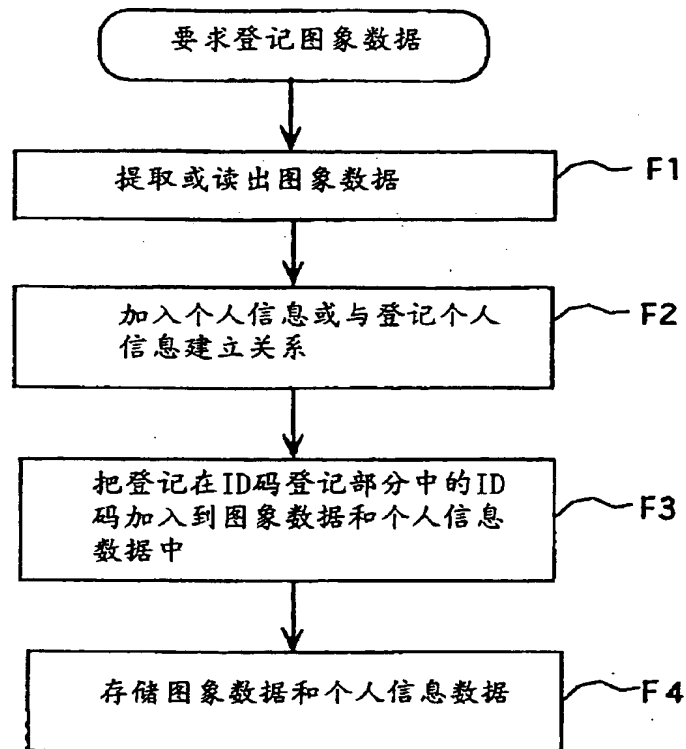 要求登记图象数据
提取或读出图象数据
F1
加入个人信息或与登记个人
信息建立关系
F2
把登记在ID码登记部分中的ID
码加入到图象数据和个人信息
数据中
F3
存储图象数据和个人信息数据
F4